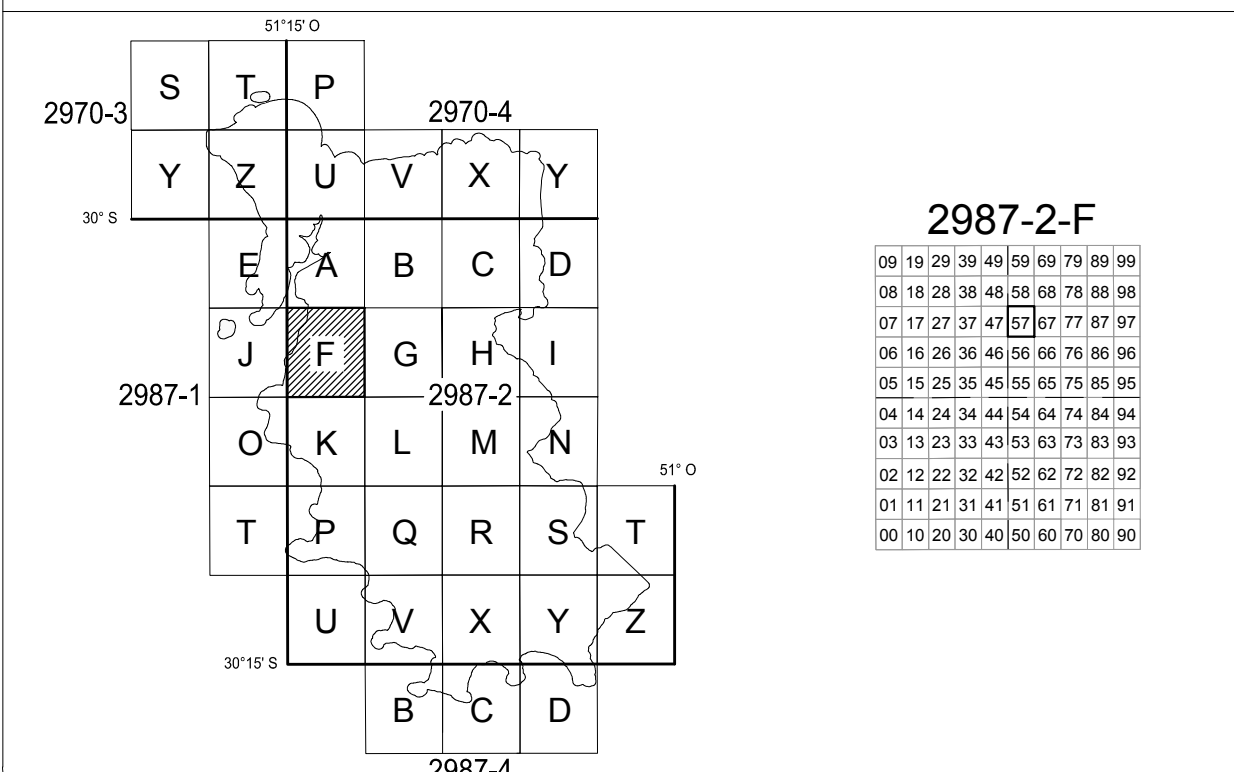 51°15' O
S T P
2970-3
2970-4
Y Z U V X Y
30° S
E A B C D
J F G H I
2987-1
2987-2
O K L M N
51° O
T P Q R S T
U V X Y Z
30°15' S
B C D
2987-4
2987-2-F
09 19 29 39 49 59 69 79 89 99
08 18 28 38 48 58 68 78 88 98
07 17 27 37 47 57 67 77 87 97
06 16 26 36 46 56 66 76 86 96
05 15 25 35 45 55 65 75 85 95
04 14 24 34 44 54 64 74 84 94
03 13 23 33 43 53 63 73 83 93
02 12 22 32 42 52 62 72 82 92
01 11 21 31 41 51 61 71 81 91
00 10 20 30 40 50 60 70 80 90